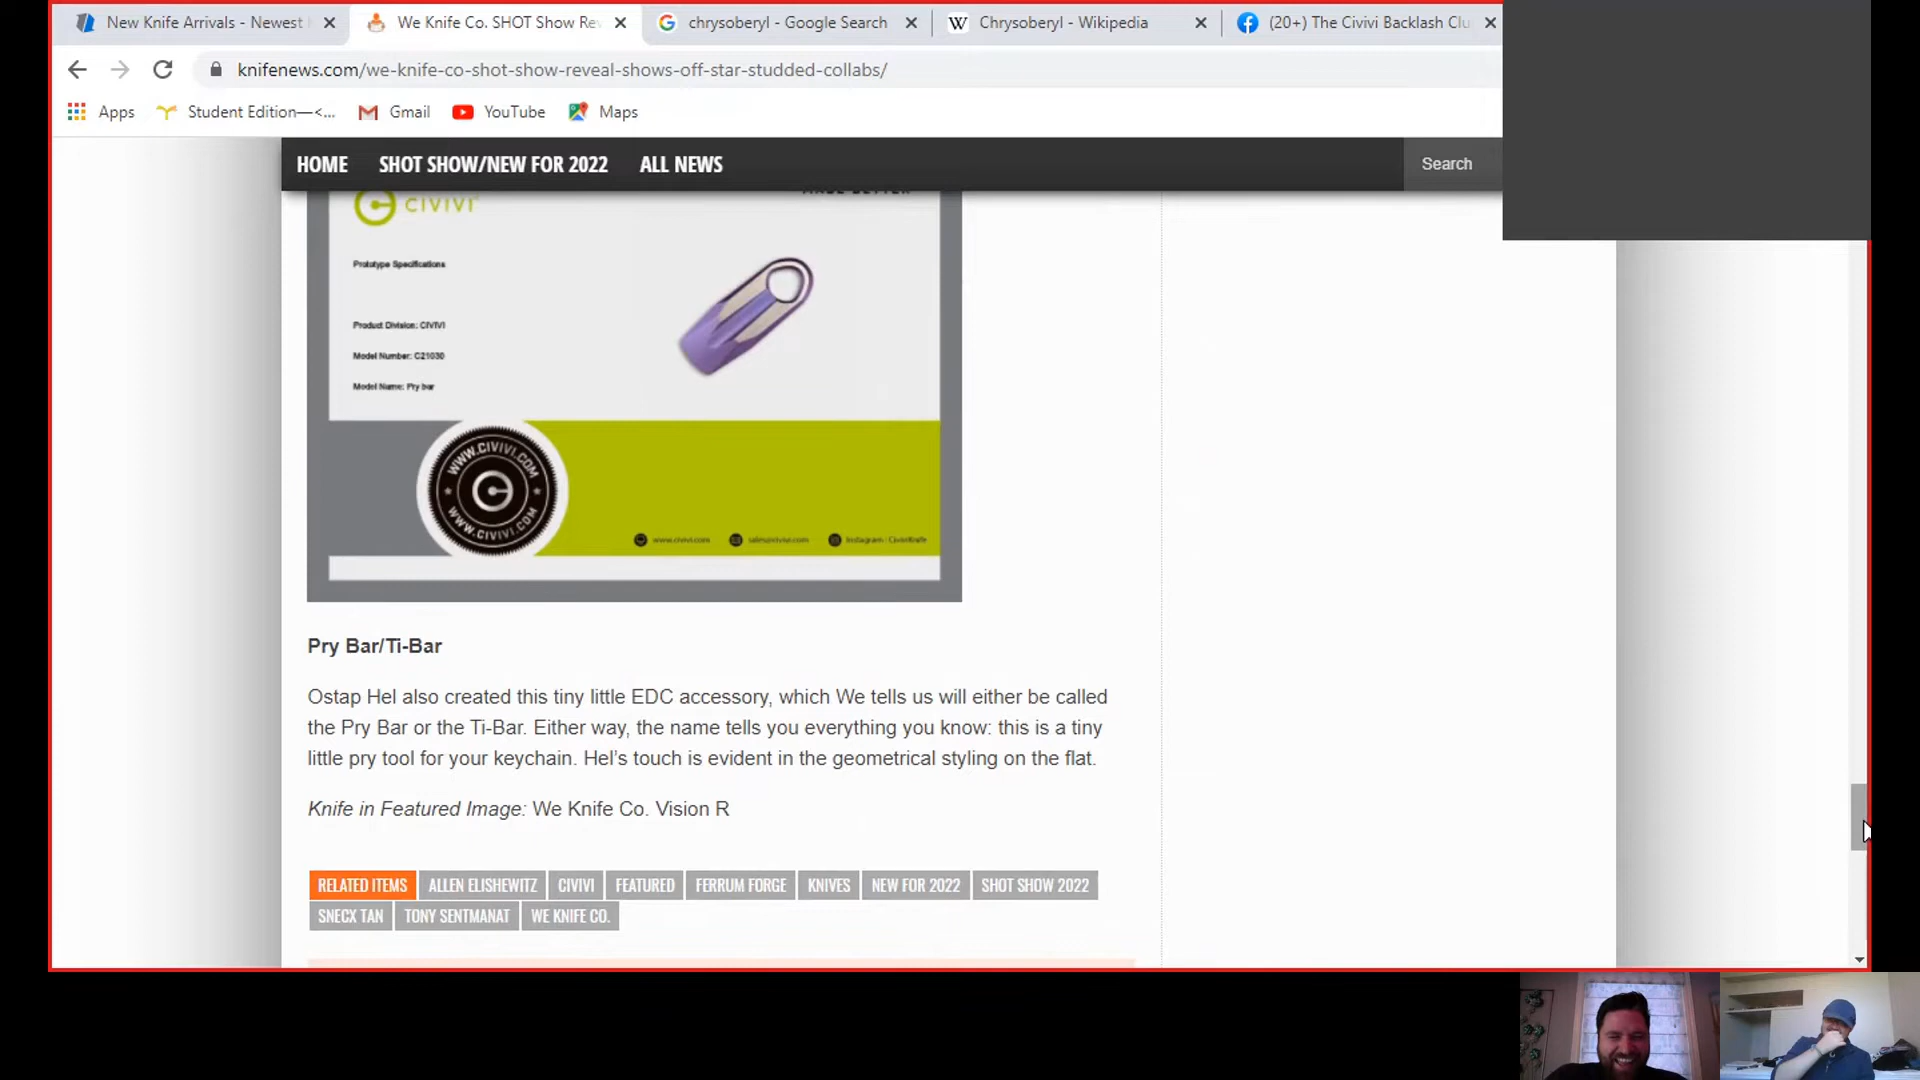 New Knife Arrivals - Newest
We Knife Co. SHOT Show Re
chrysoberyl - Google Search
Chrysoberyl - Wikipedia
(20+) The Civivi Backlash Clu
knifenews.com/we-knife-co-shot-show-reveal-shows-off-star-studded-collabs/
Apps
Student Edition—<...
Gmail
YouTube
Maps
HOME
SHOT SHOW/NEW FOR 2022
ALL NEWS
Search
CIVIVI
Prototype Specifications
Product Division: CIVIVI
Model Number: C21030
Model Name: Pry bar
WWW.CIVIVI.COM
WWW.CIVIVI.COM
www.civivi.com
sales@civivi.com
Instagram : CiviviKnife
Pry Bar/Ti-Bar
Ostap Hel also created this tiny little EDC accessory, which We tells us will either be called
the Pry Bar or the Ti-Bar. Either way, the name tells you everything you know: this is a tiny
little pry tool for your keychain. Hel's touch is evident in the geometrical styling on the flat.
Knife in Featured Image: We Knife Co. Vision R
RELATED ITEMS
ALLEN ELISHEWITZ
CIVIVI
FEATURED
FERRUM FORGE
KNIVES
NEW FOR 2022
SHOT SHOW 2022
SNECX TAN
TONY SENTMANAT
WE KNIFE CO.